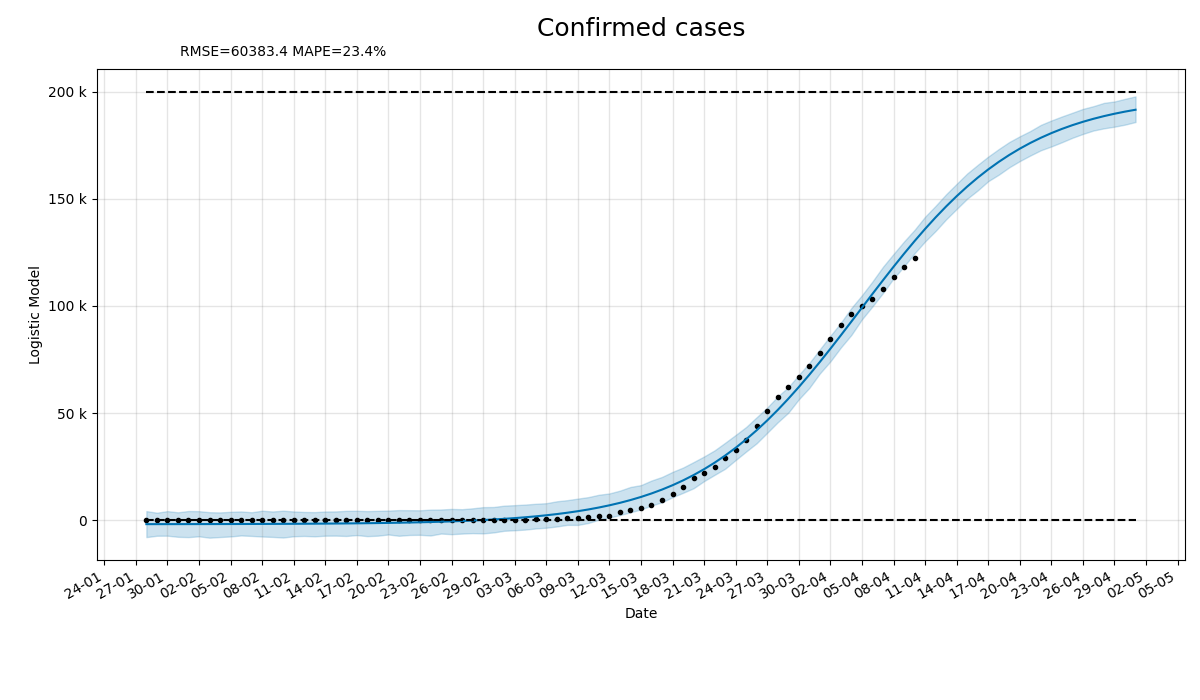 Confirmed cases
RMSE=60383.4 MAPE=23.4%
200 k
150 k
100 k
50 k
0
Logistic Model
24-01 27-01 30-01 02-02 05-02 08-02 11-02 14-02 17-02 20-02 23-02 26-02 29-02 03-03 06-03 09-03 12-03 15-03 18-03 21-03 24-03 27-03 30-03 02-04 05-04 08-04 11-04 14-04 17-04 20-04 23-04 26-04 29-04 02-05 05-05
Date